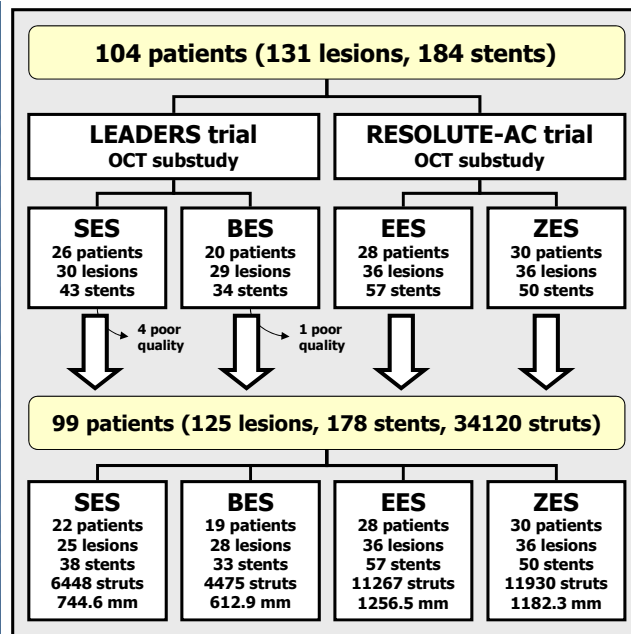 104 patients (131 lesions, 184 stents)
LEADERS trial
OCT substudy
RESOLUTE-AC trial
OCT substudy
SES
26 patients
30 lesions
43 stents
BES
20 patients
29 lesions
34 stents
EES
28 patients
36 lesions
57 stents
ZES
30 patients
36 lesions
50 stents
4 poor
quality
1 poor
quality
99 patients (125 lesions, 178 stents, 34120 struts)
SES
22 patients
25 lesions
38 stents
6448 struts
744.6 mm
BES
19 patients
28 lesions
33 stents
4475 struts
612.9 mm
EES
28 patients
36 lesions
57 stents
11267 struts
1256.5 mm
ZES
30 patients
36 lesions
50 stents
11930 struts
1182.3 mm